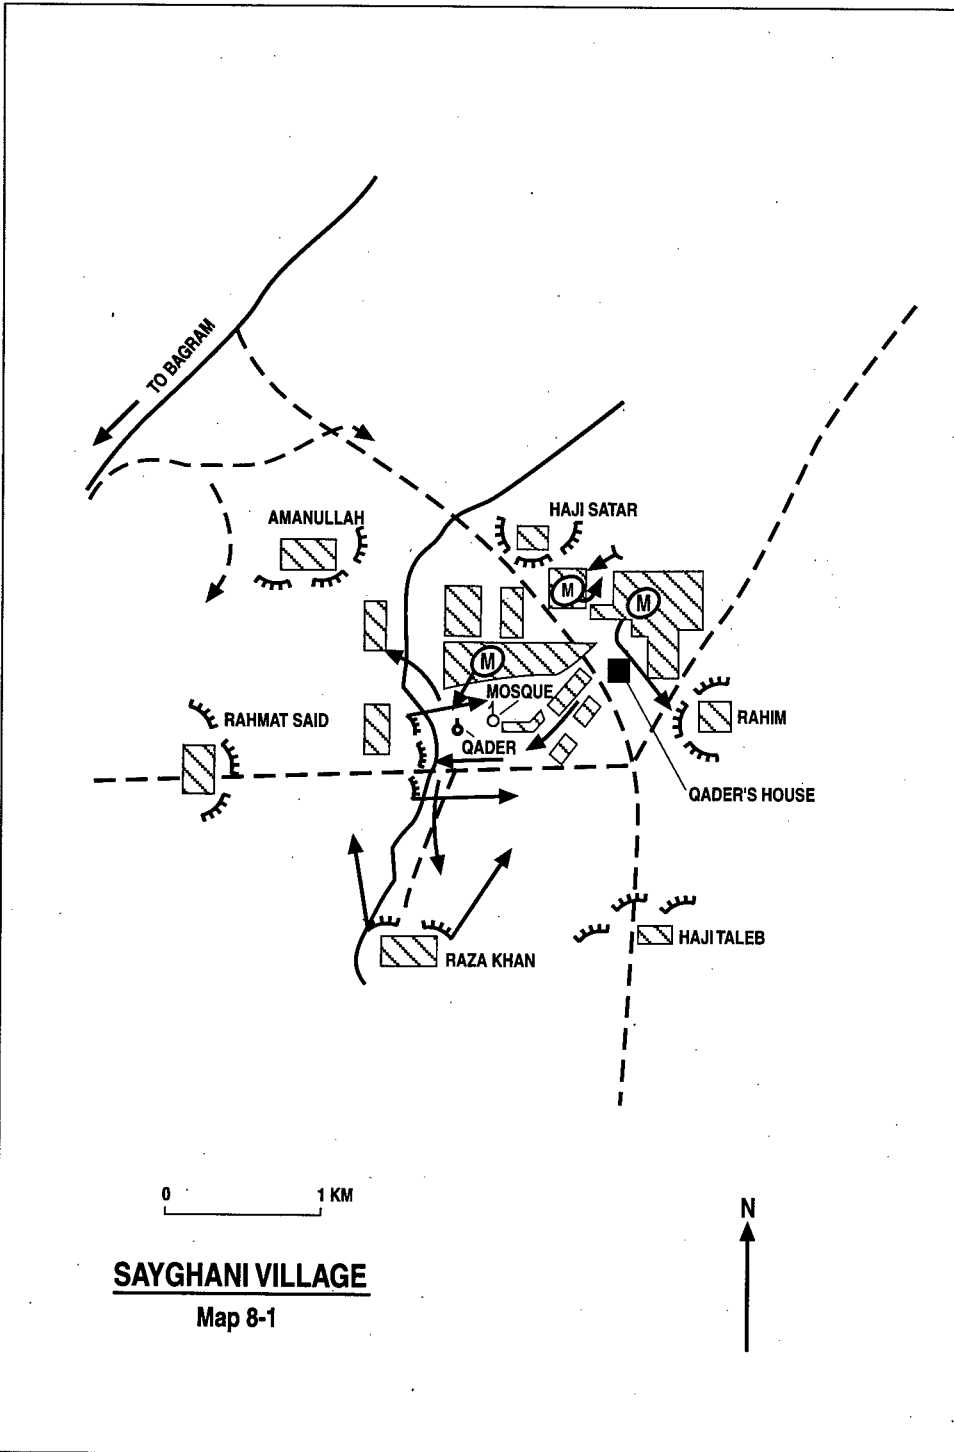 TO BAGRAM
AMANULLAH
HAJI SATAR
M
M
M
MOSQUE
RAHMAT SAID
RAHIM
QADER
QADER'S HOUSE
HAJI TALEB
RAZA KHAN
0 1 KM
N
SAYGHANI VILLAGE
Map 8-1